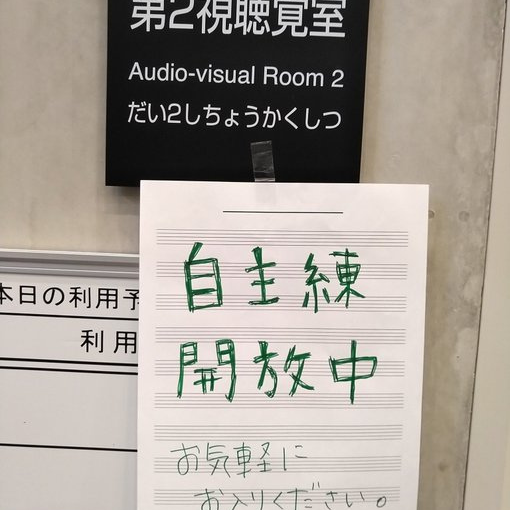 第2視聴覚室
Audio-visual Room 2
だい2しちょうかくしつ
本日の利用予
利用
自主練
開放中
お気軽に
お入りください。